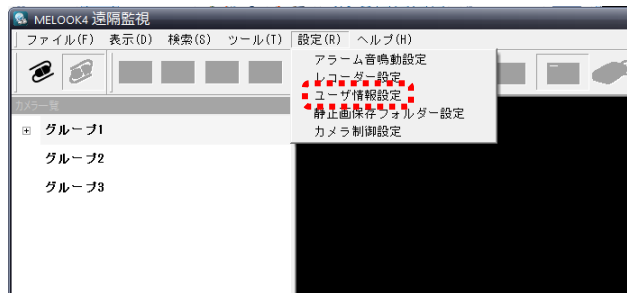 MELOOK4 遠隔監視
ファイル(F) 表示(D) 検索(S) ツール(T) 設定(R) ヘルプ(H)
アラーム音鳴動設定
レコーダー設定
ユーザ情報設定
静止画保存フォルダー設定
カメラ制御設定
カメラ一覧
グループ1
グループ2
グループ3